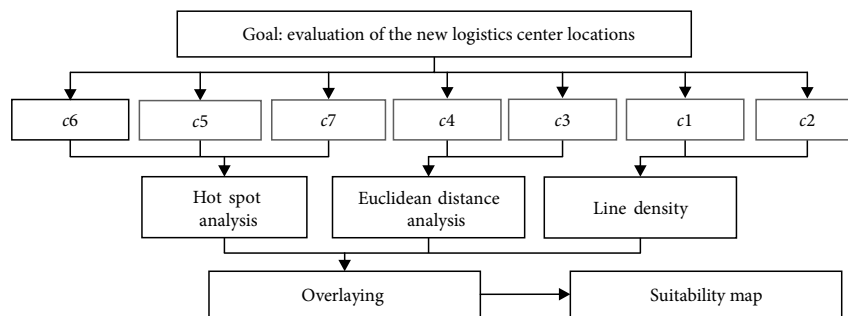 Goal: evaluation of the new logistics center locations
c6
c5
c7
c4
c3
c1
c2
Hot spot
analysis
Euclidean distance
analysis
Line density
Overlaying
Suitability map